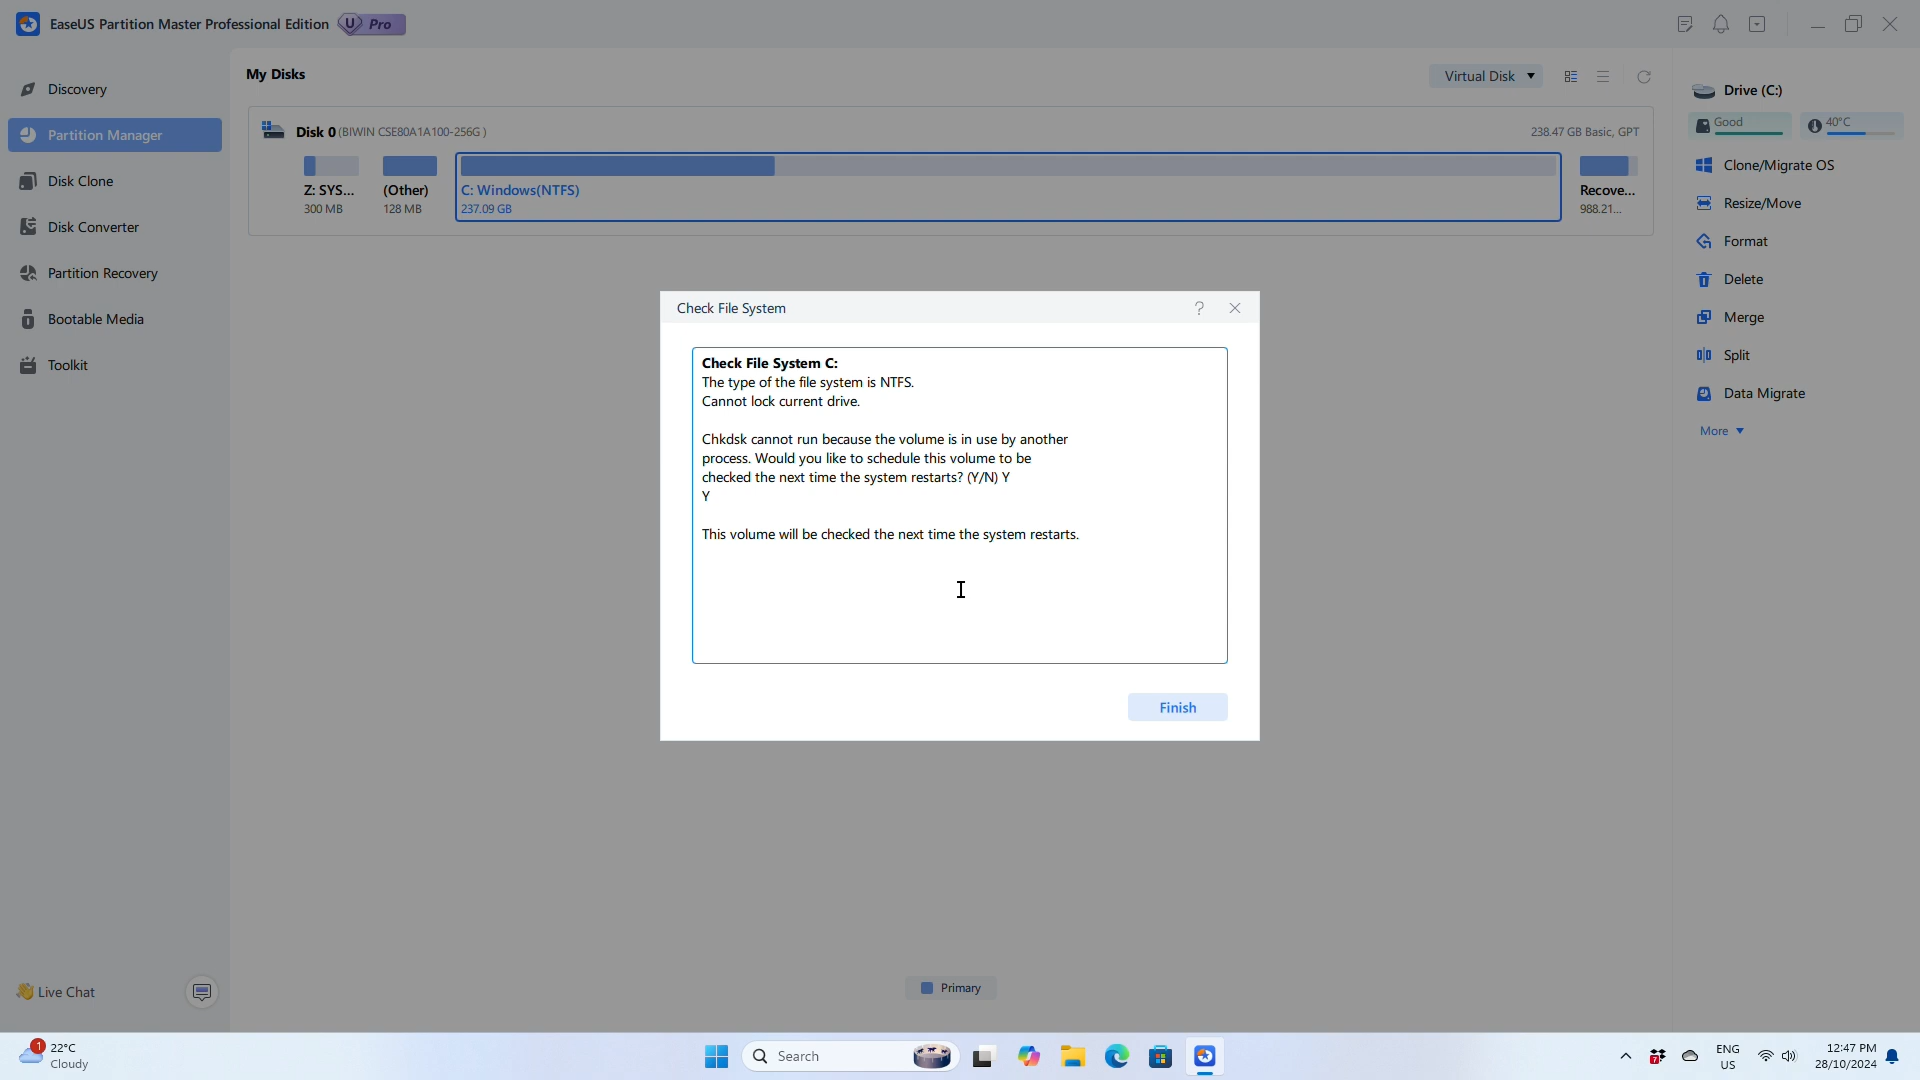 EaseUS Partition Master Professional Edition
U Pro
Discovery
Partition Manager
Disk Clone
Disk Converter
Partition Recovery
Bootable Media
Toolkit
Live Chat
My Disks
Virtual Disk
Disk 0 (BIWIN CSE80A1A100-256G )
238.47 GB Basic, GPT
Z: SYS...
300 MB
(Other)
128 MB
C: Windows(NTFS)
237.09 GB
Recove...
988.21...
Check File System
?
Check File System C:
The type of the file system is NTFS.
Cannot lock current drive.
Chkdsk cannot run because the volume is in use by another
process. Would you like to schedule this volume to be
checked the next time the system restarts? (Y/N) Y
Y
This volume will be checked the next time the system restarts.
Finish
Primary
Drive (C:)
Good
40°C
Clone/Migrate OS
Resize/Move
Format
Delete
Merge
Split
Data Migrate
More
1
22°C
Cloudy
Search
7
ENG
US
12:47 PM
28/10/2024